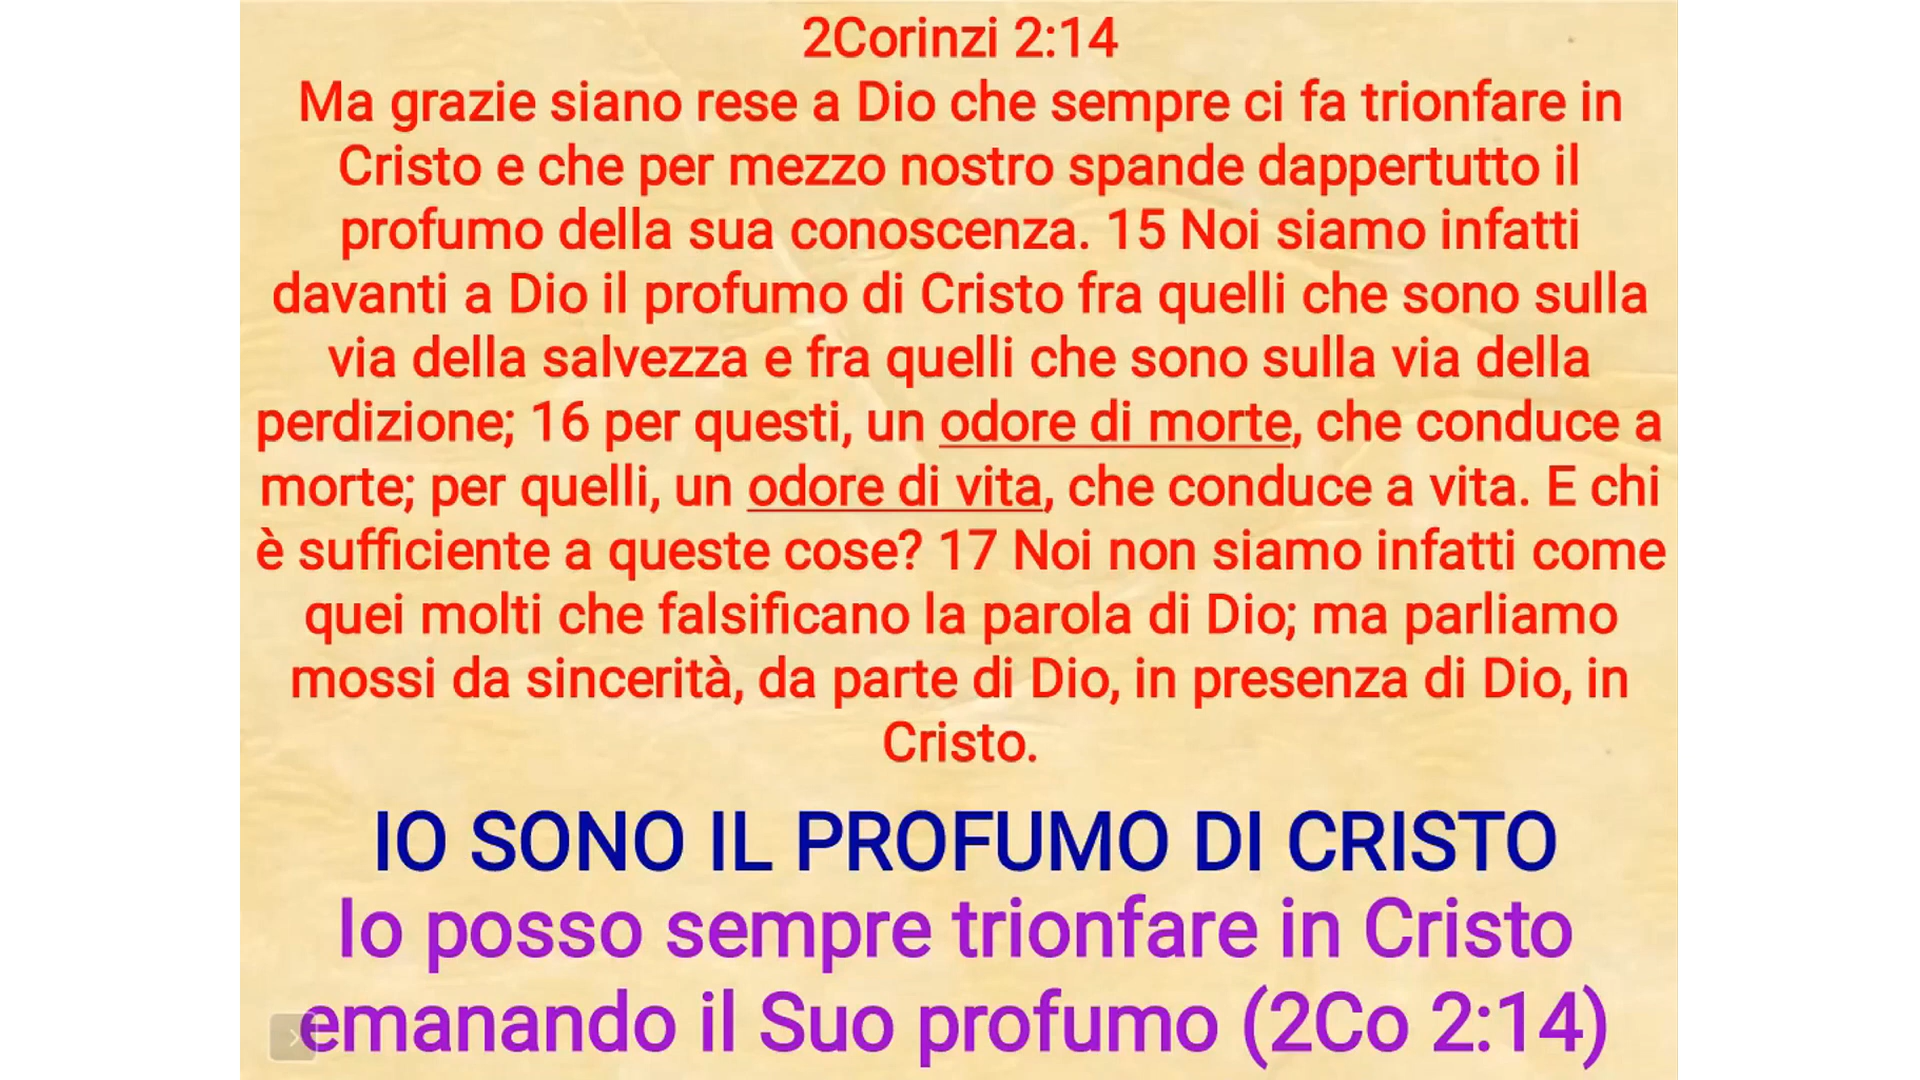 2Corinzi 2:14
Ma grazie siano rese a Dio che sempre ci fa trionfare in
Cristo e che per mezzo nostro spande dappertutto il
profumo della sua conoscenza. 15 Noi siamo infatti
davanti a Dio il profumo di Cristo fra quelli che sono sulla
via della salvezza e fra quelli che sono sulla via della
perdizione; 16 per questi, un odore di morte, che conduce a
morte; per quelli, un odore di vita, che conduce a vita. E chi
è sufficiente a queste cose? 17 Noi non siamo infatti come
quei molti che falsificano la parola di Dio; ma parliamo
mossi da sincerità, da parte di Dio, in presenza di Dio, in
Cristo.
IO SONO IL PROFUMO DI CRISTO
Io posso sempre trionfare in Cristo
emanando il Suo profumo (2Co 2:14)